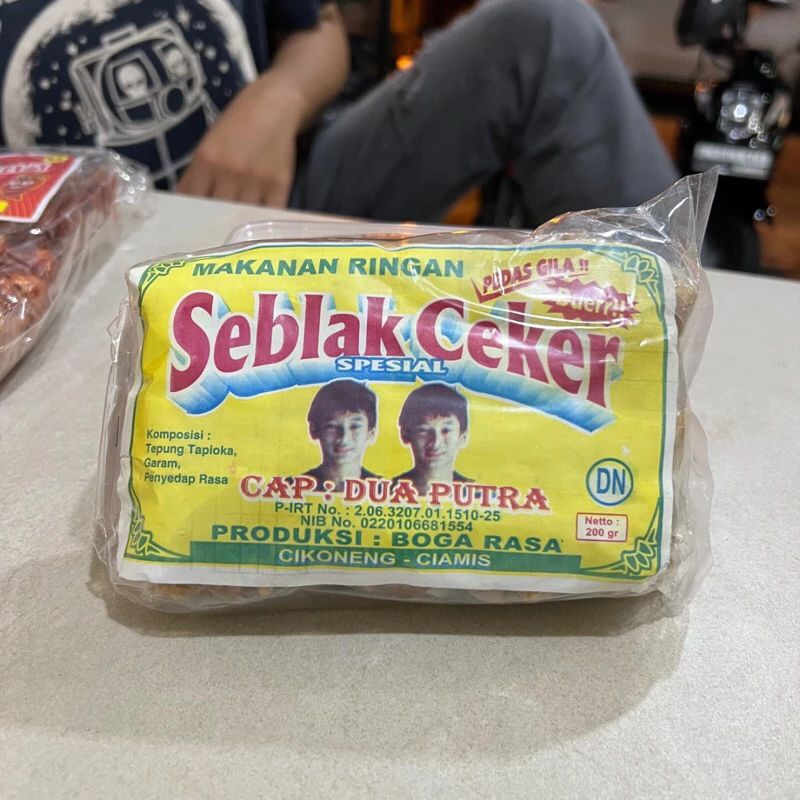 MAKANAN RINGAN
PEDAS GILA !!
Duerr!!
Seblak Ceker
SPESIAL
Komposisi :
Tepung Tapioka,
Garam,
Penyedap Rasa
CAP : DUA PUTRA
P-IRT No. : 2.06.3207.01.1510-25
NIB No. 0220106681554
PRODUKSI : BOGA RASA
CIKONENG - CIAMIS
DN
Netto :
200 gr